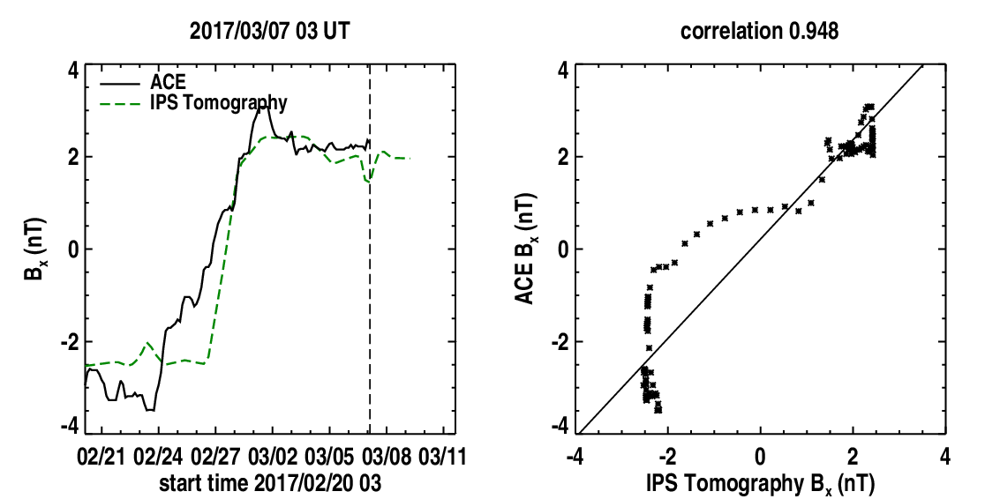 2017/03/07 03 UT
correlation 0.948
ACE
IPS Tomography
4
2
0
-2
-4
Bx (nT)
02/21 02/24 02/27 03/02 03/05 03/08 03/11
start time 2017/02/20 03
4
2
0
-2
-4
ACE Bx (nT)
-4 -2 0 2 4
IPS Tomography Bx (nT)